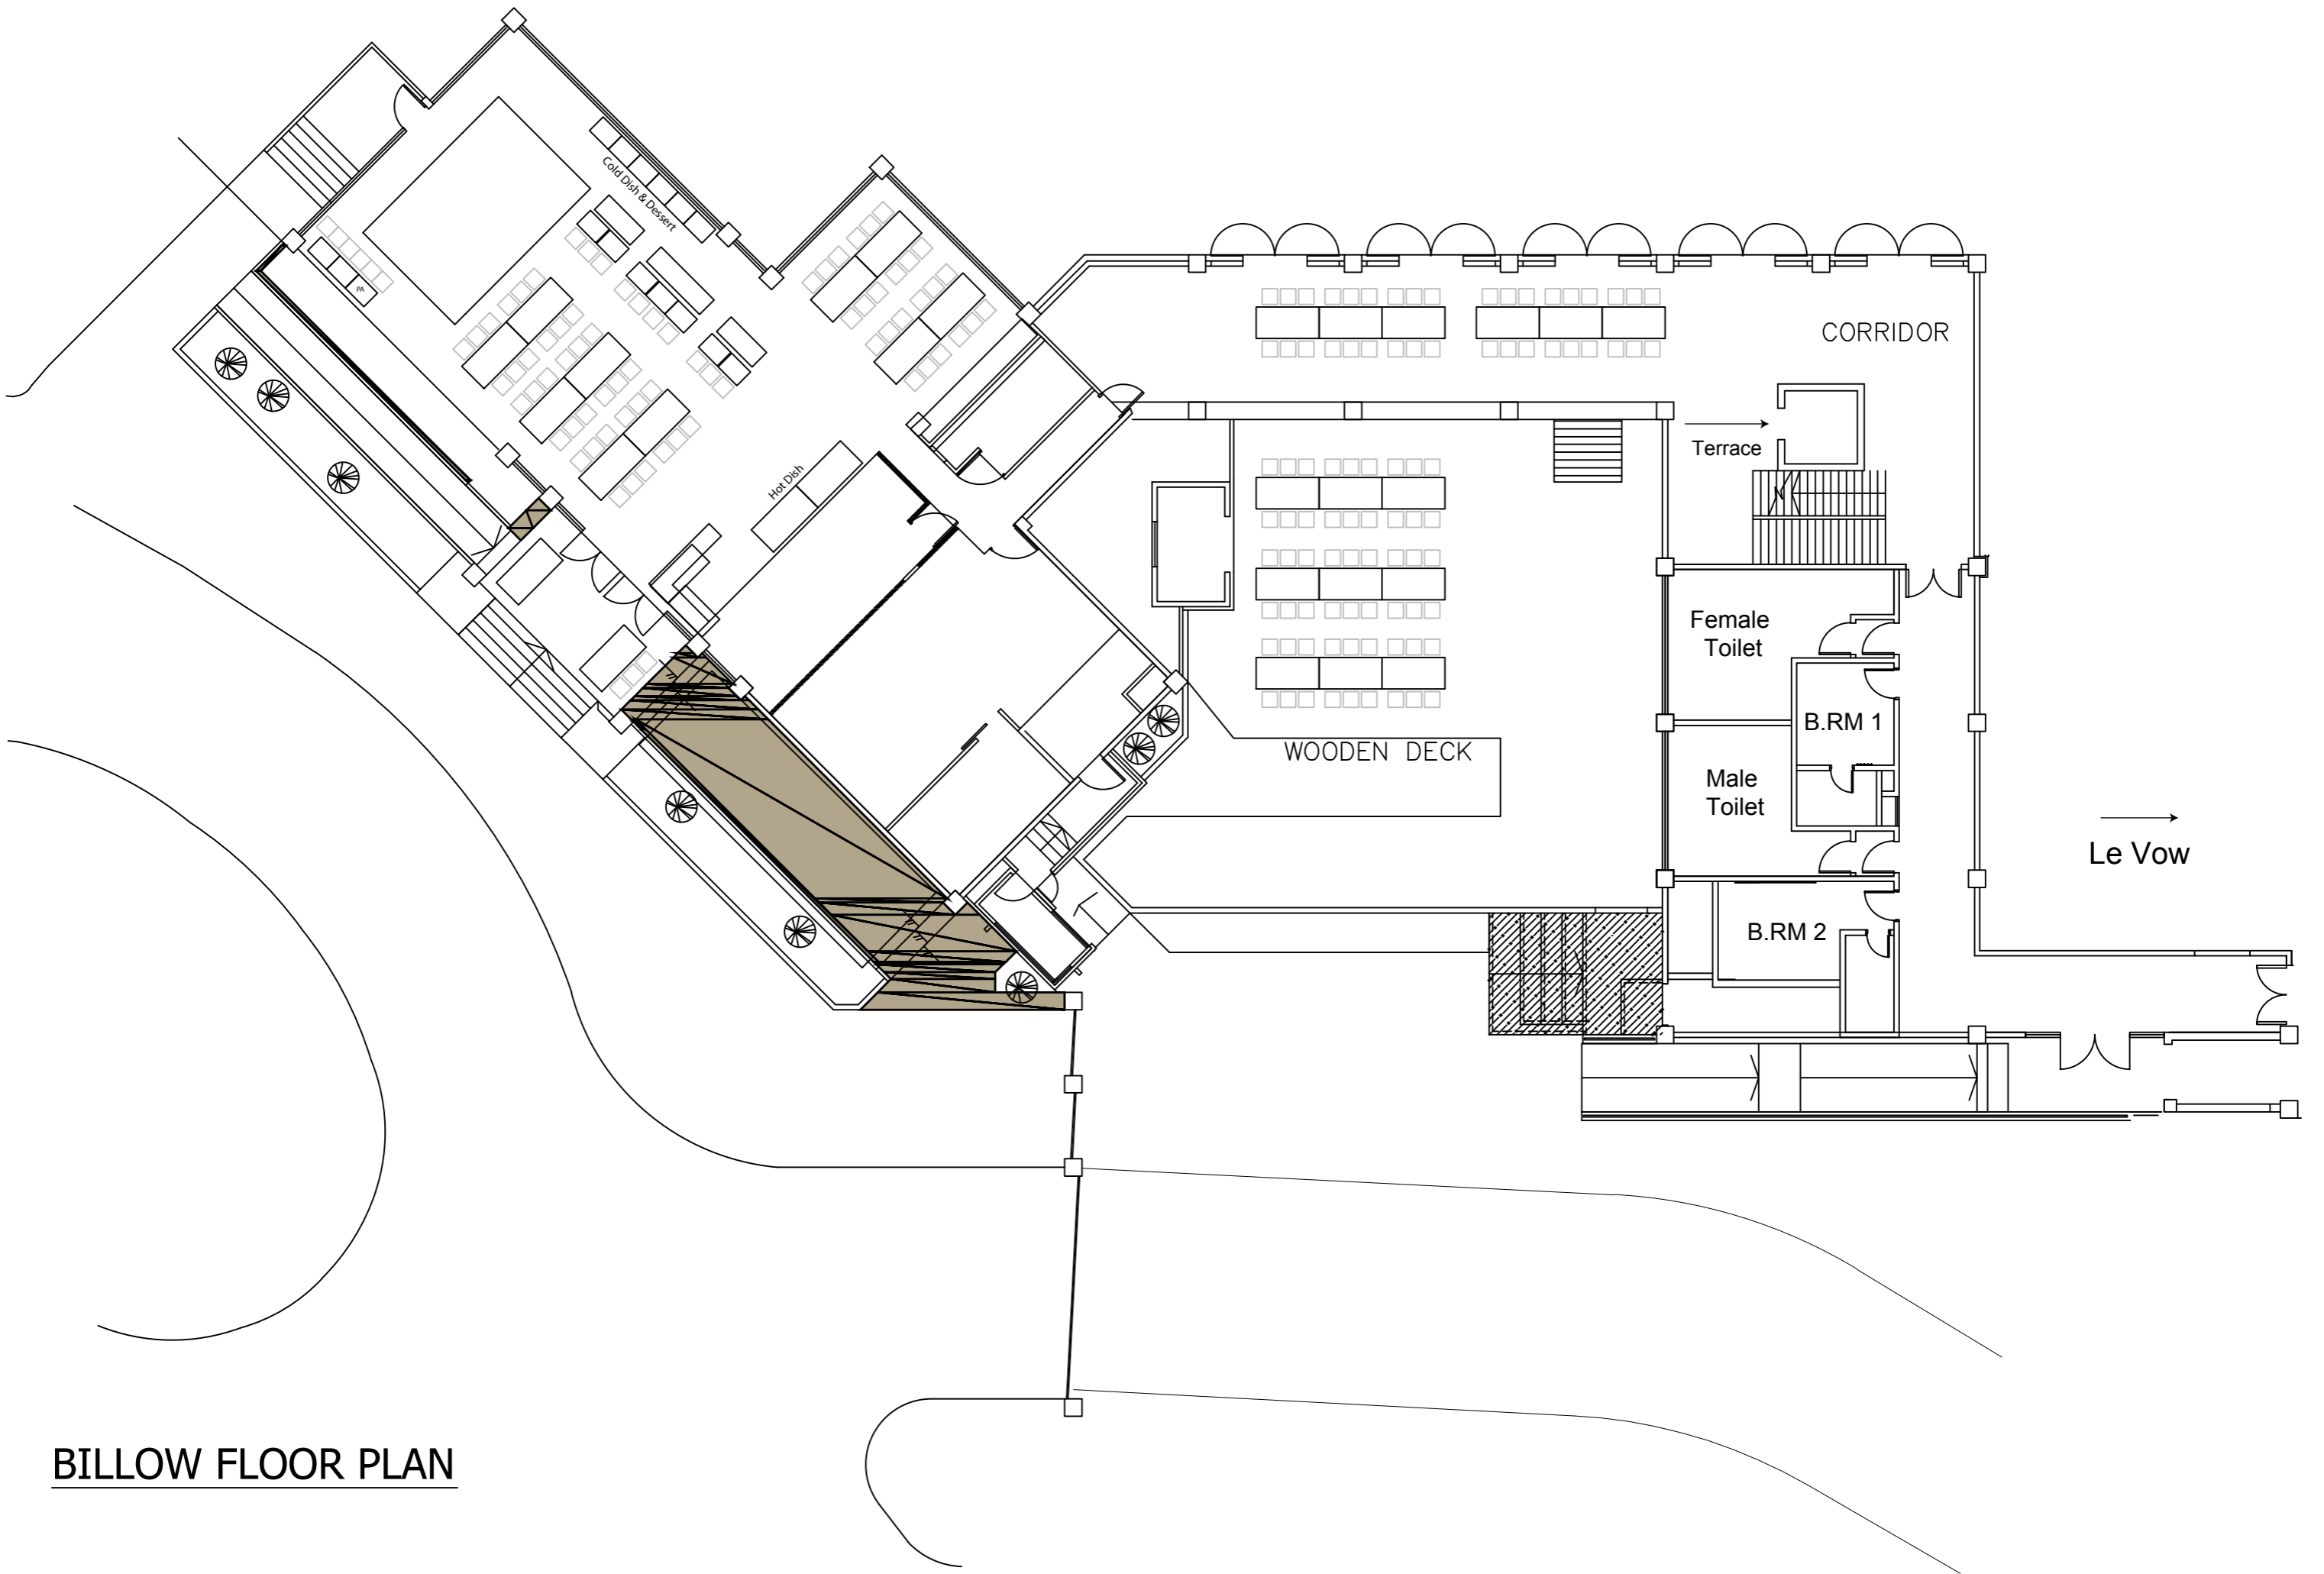 Cold Dish & Dessert
PA
Hot Dish
CORRIDOR
Terrace
Female
Toilet
B.RM 1
WOODEN DECK
Male
Toilet
Le Vow
B.RM 2
BILLOW FLOOR PLAN